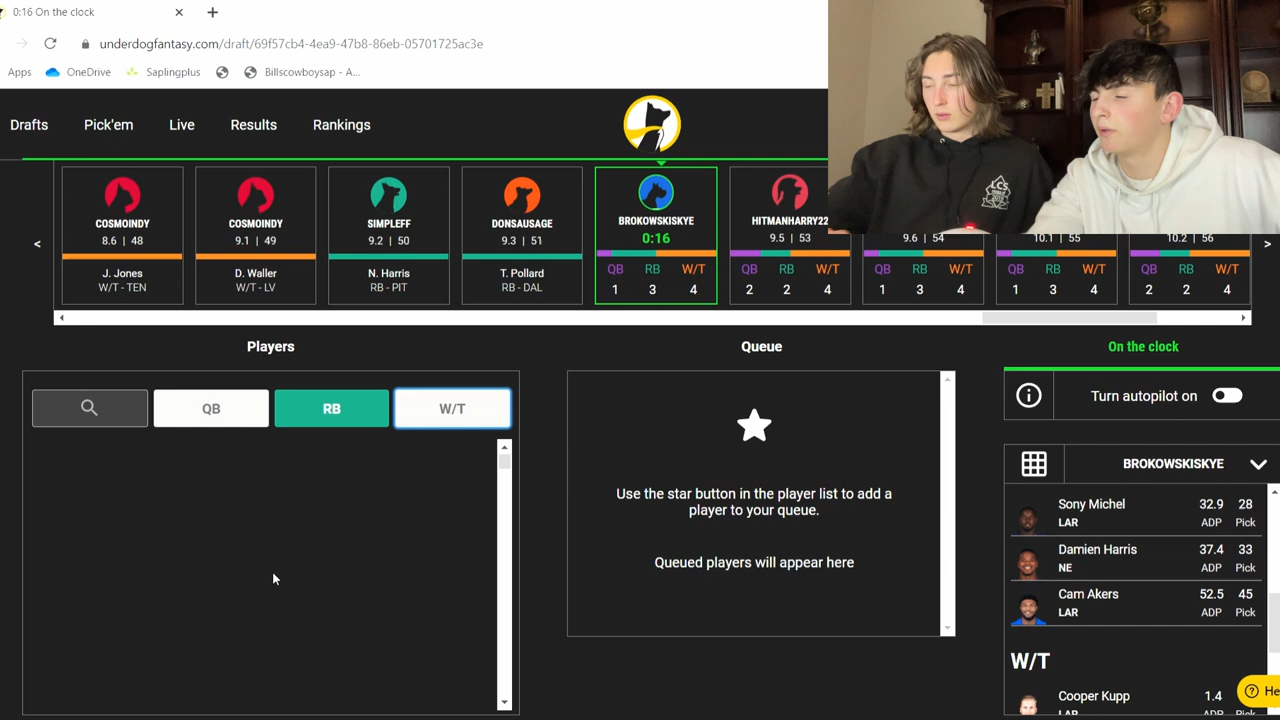 0:16 On the clock
underdogfantasy.com/draft/69f57cb4-4ea9-47b8-86eb-05701725ac3e
Apps OneDrive Saplingplus Billscowboysap - A...
Drafts Pick'em Live Results Rankings
COSMOINDY
8.6 | 48
J. Jones
W/T - TEN
COSMOINDY
9.1 | 49
D. Waller
W/T - LV
SIMPLEFF
9.2 | 50
N. Harris
RB - PIT
DONSAUSAGE
9.3 | 51
T. Pollard
RB - DAL
BROKOWSKISKYE
0:16
QB RB W/T
1 3 4
HITMANHARRY22
9.5 | 53
QB RB W/T
2 2 4
9.6 | 54
QB RB W/T
1 3 4
10.1 | 55
QB RB W/T
1 3 4
10.2 | 56
QB RB W/T
2 2 4
LCS
Players
QB RB W/T
Queue
Use the star button in the player list to add a
player to your queue.
Queued players will appear here
On the clock
Turn autopilot on
BROKOWSKISKYE
Sony Michel 32.9 28
LAR ADP Pick
Damien Harris 37.4 33
NE ADP Pick
Cam Akers 52.5 45
LAR ADP Pick
W/T
Cooper Kupp 1.4
LAR ADP Pick
He